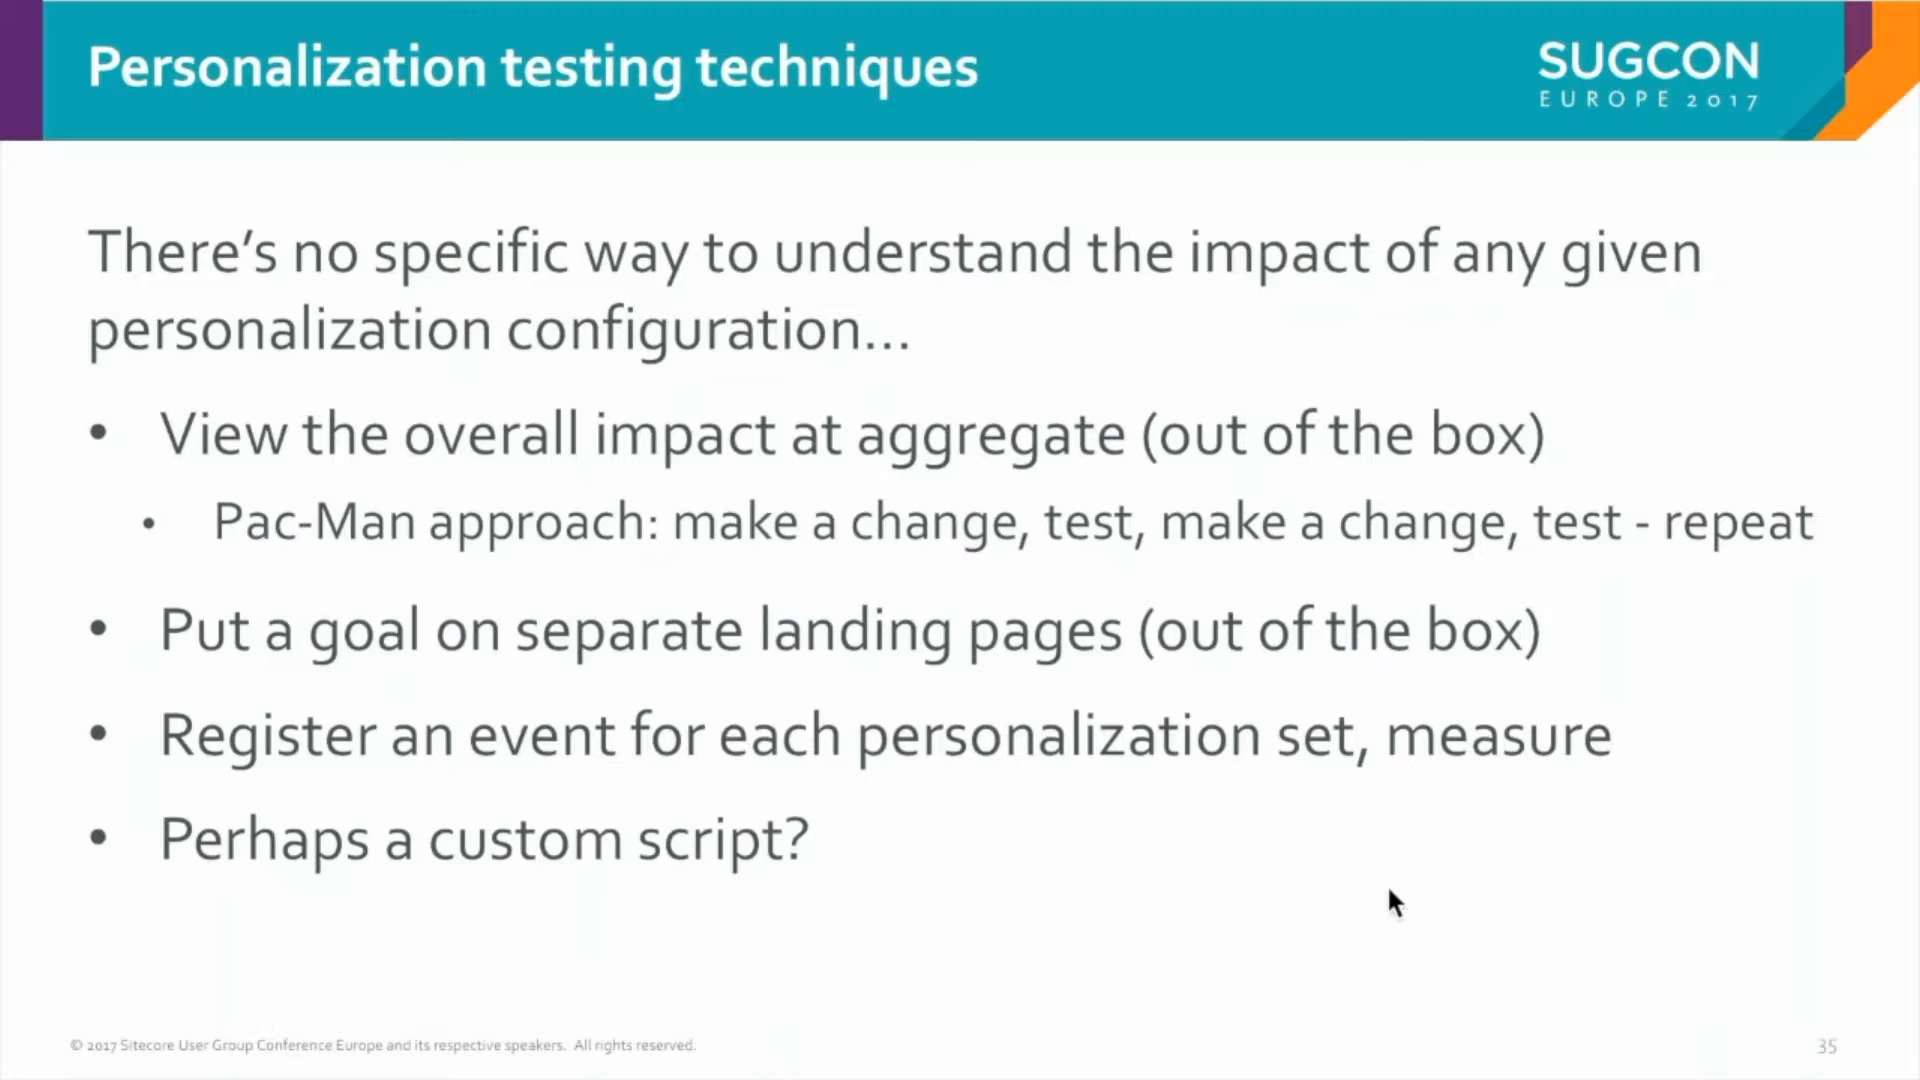 Personalization testing techniques
SUGCON
EUROPE 2017
There's no specific way to understand the impact of any given
personalization configuration...
• View the overall impact at aggregate (out of the box)
• Pac-Man approach: make a change, test, make a change, test - repeat
• Put a goal on separate landing pages (out of the box)
• Register an event for each personalization set, measure
• Perhaps a custom script?
© 2017 Sitecore User Group Conference Europe and its respective speakers. All rights reserved.
35